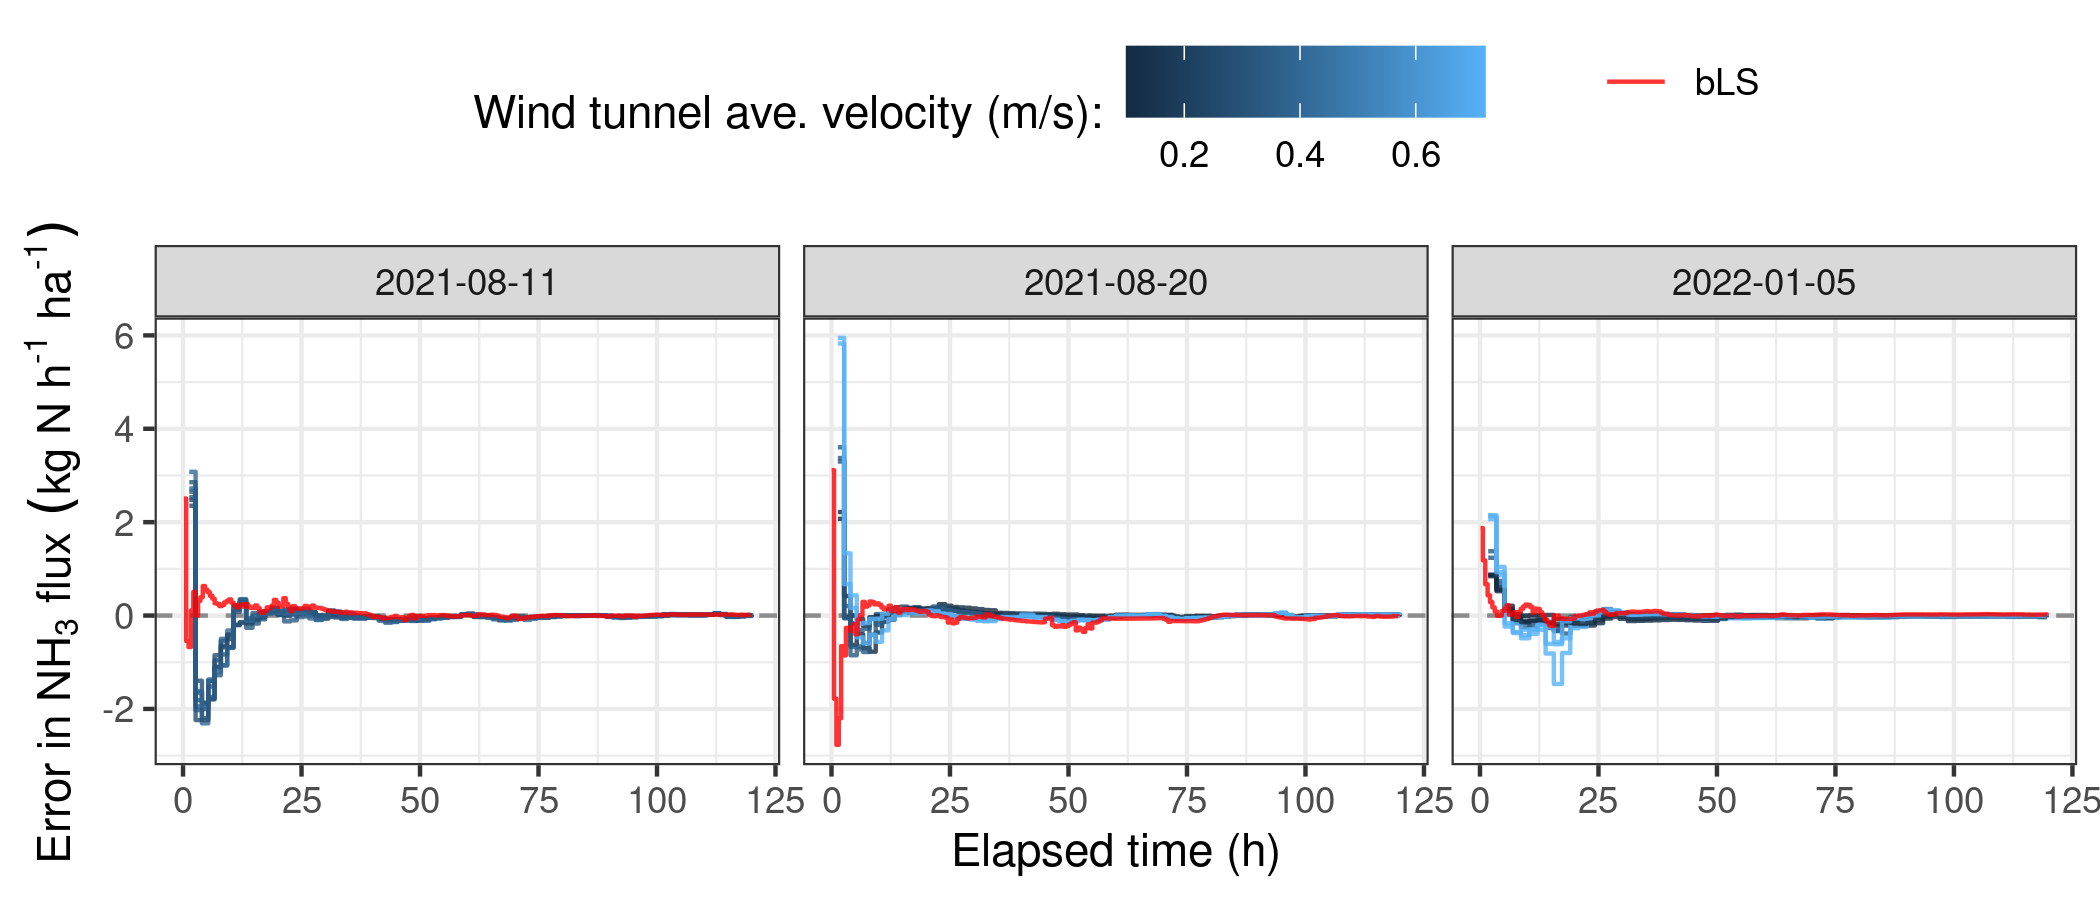 Wind tunnel ave. velocity (m/s):
0.2 0.4 0.6
bLS
2021-08-11 2021-08-20 2022-01-05
Error in NH₃ flux (kg N h⁻¹ ha⁻¹)
6
4
2
0
-2
0 25 50 75 100 125 0 25 50 75 100 125 0 25 50 75 100 125
Elapsed time (h)